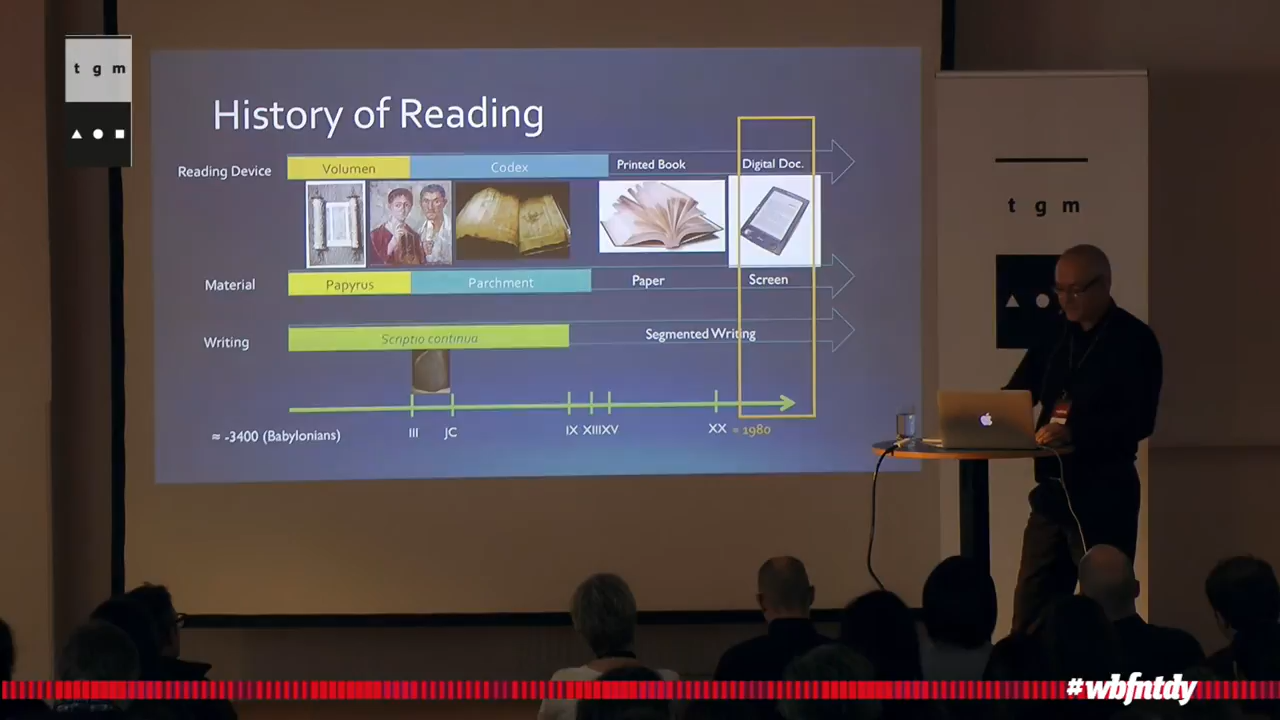 t g m
History of Reading
Reading Device
Volumen
Codex
Printed Book
Digital Doc.
Material
Papyrus
Parchment
Paper
Screen
Writing
Scriptio continua
Segmented Writing
≈ -3400 (Babylonians)
III
JC
IX
XIII
XV
XX
= 1980
t g m
#wbfntdy